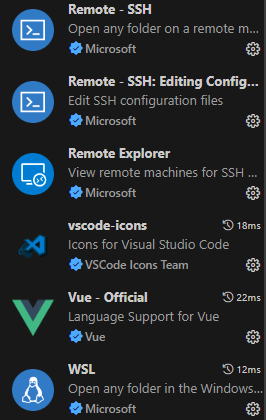 Remote - SSH
Open any folder on a remote m...
Microsoft
Remote - SSH: Editing Config...
Edit SSH configuration files
Microsoft
Remote Explorer
View remote machines for SSH ...
Microsoft
vscode-icons 18ms
Icons for Visual Studio Code
VSCode Icons Team
Vue - Official 22ms
Language Support for Vue
Vue
WSL 12ms
Open any folder in the Windows...
Microsoft